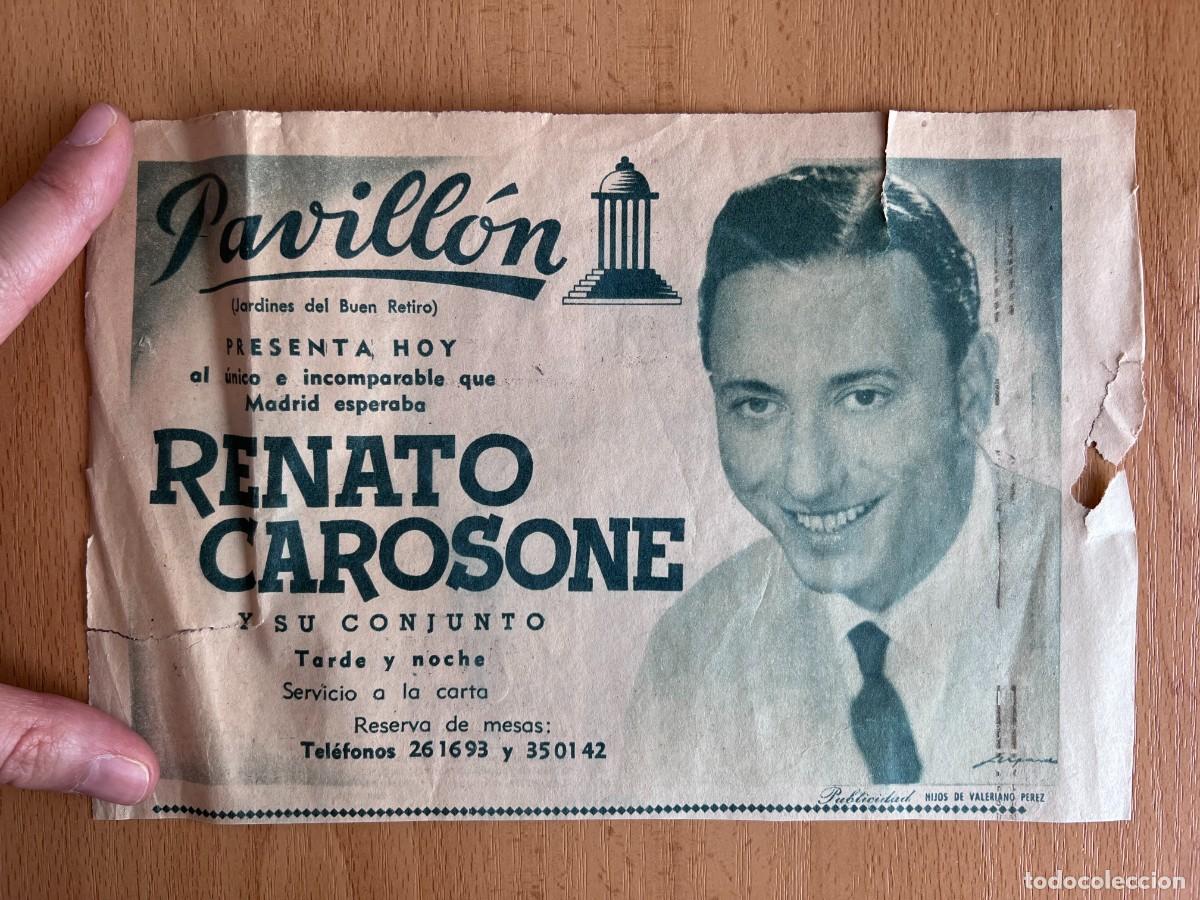 Pavillón
(Jardines del Buen Retiro)
PRESENTA HOY
al único e incomparable que
Madrid esperaba
RENATO
CAROSONE
Y SU CONJUNTO
Tarde y noche
Servicio a la carta
Reserva de mesas:
Teléfonos 261693 y 350142
Publicidad HIJOS DE VALERIANO PEREZ
todocoleccion